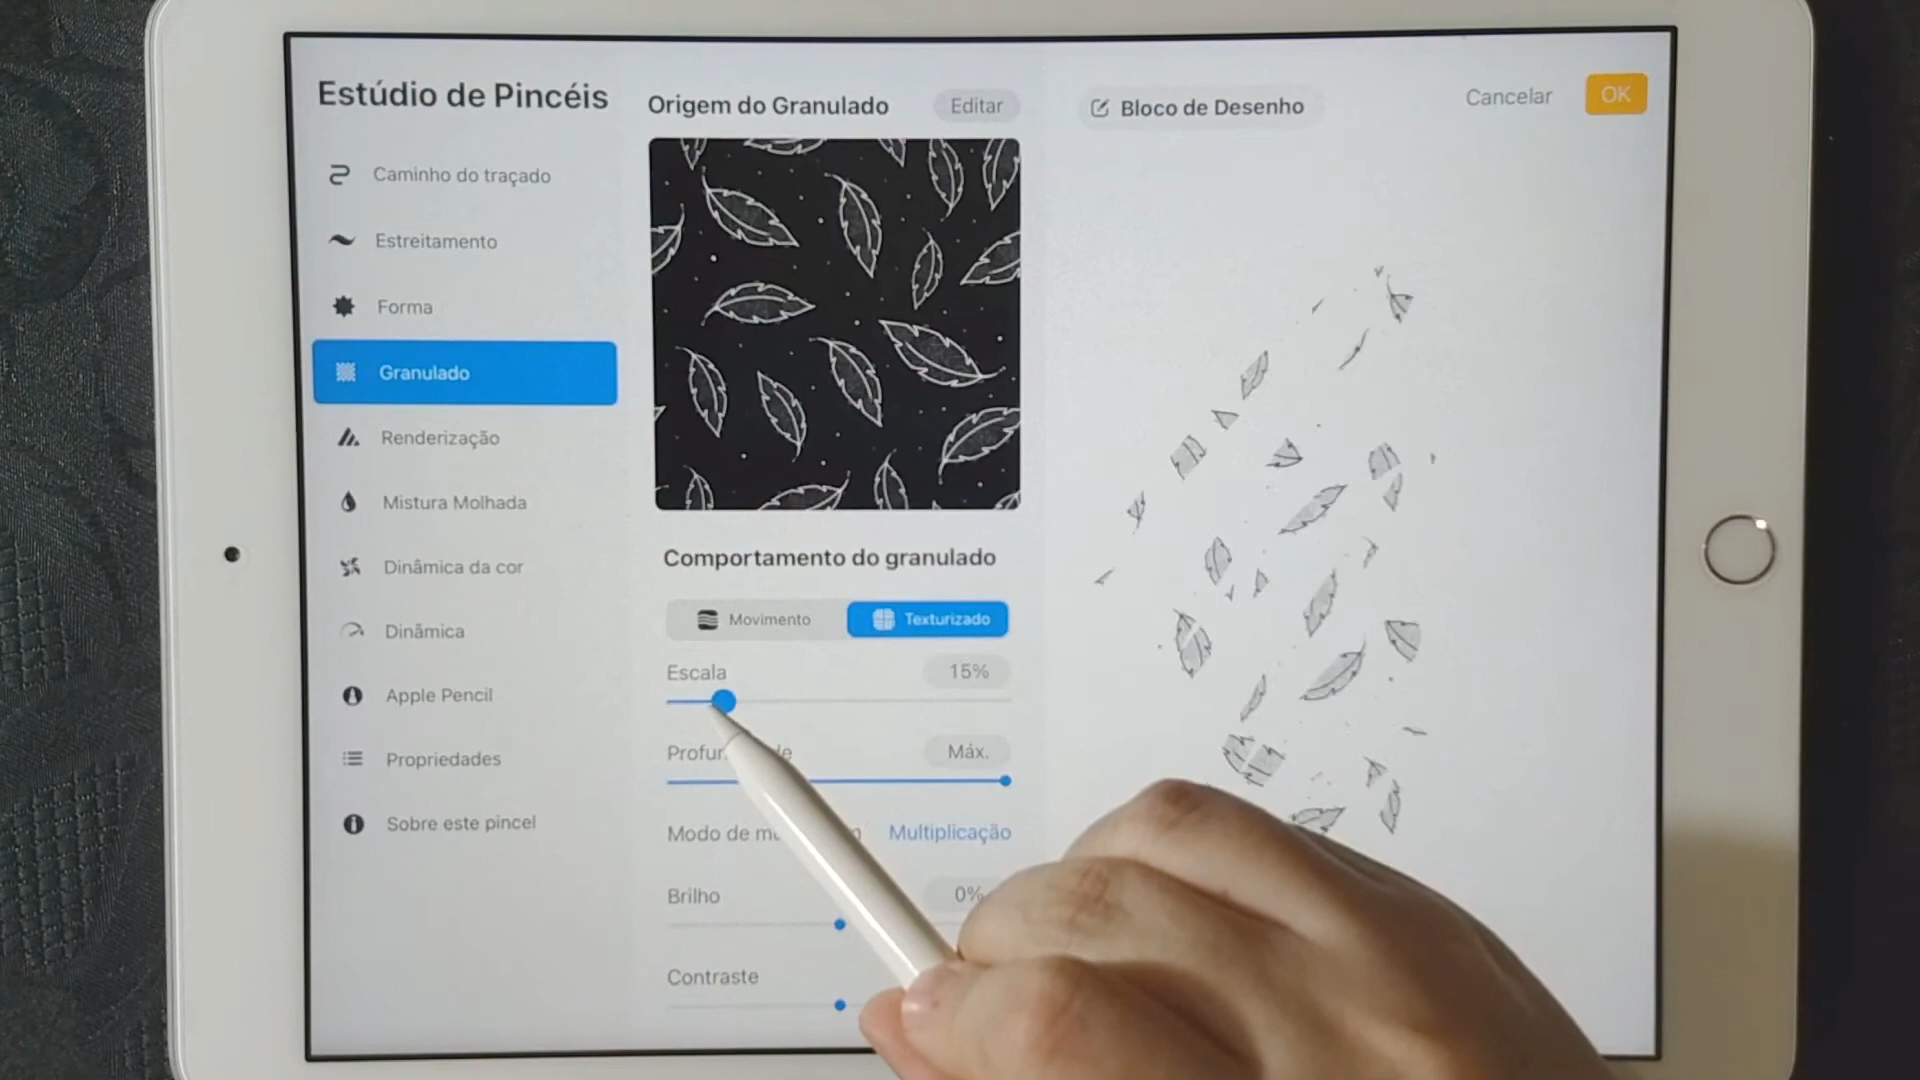 Estúdio de Pincéis
Caminho do traçado
Estreitamento
Forma
Granulado
Renderização
Mistura Molhada
Dinâmica da cor
Dinâmica
Apple Pencil
Propriedades
Sobre este pincel
Origem do Granulado
Editar
Comportamento do granulado
Movimento
Texturizado
Escala
15%
Máx.
Modo de
Multiplicação
Brilho
0%
Contraste
Bloco de Desenho
Cancelar
OK